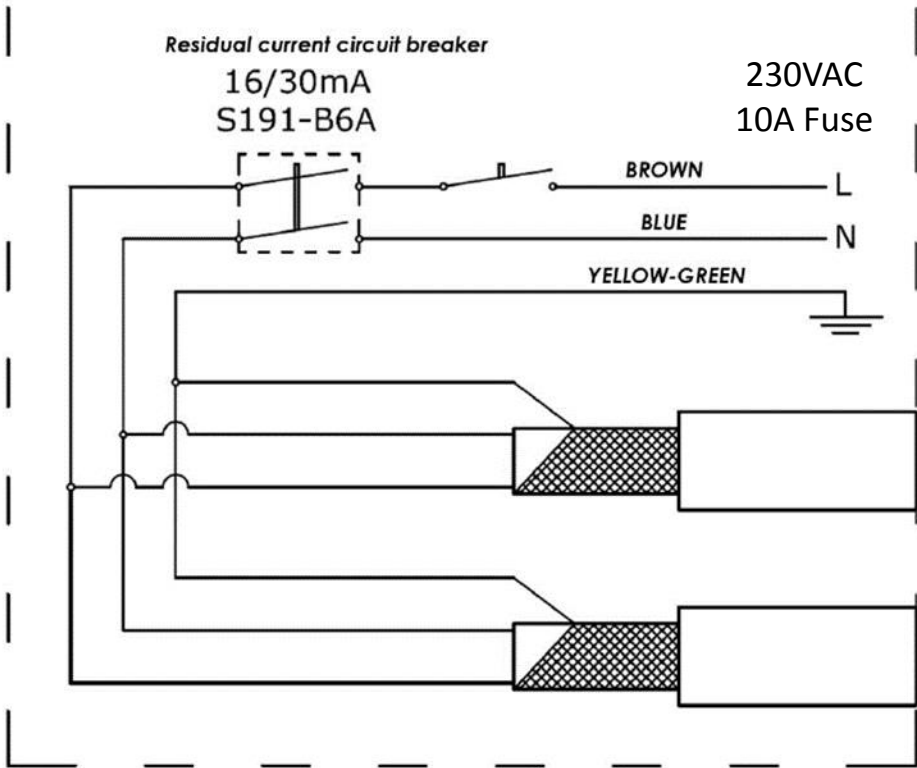 Residual current circuit breaker
16/30mA
S191-B6A
230VAC
10A Fuse
BROWN
L
BLUE
N
YELLOW-GREEN